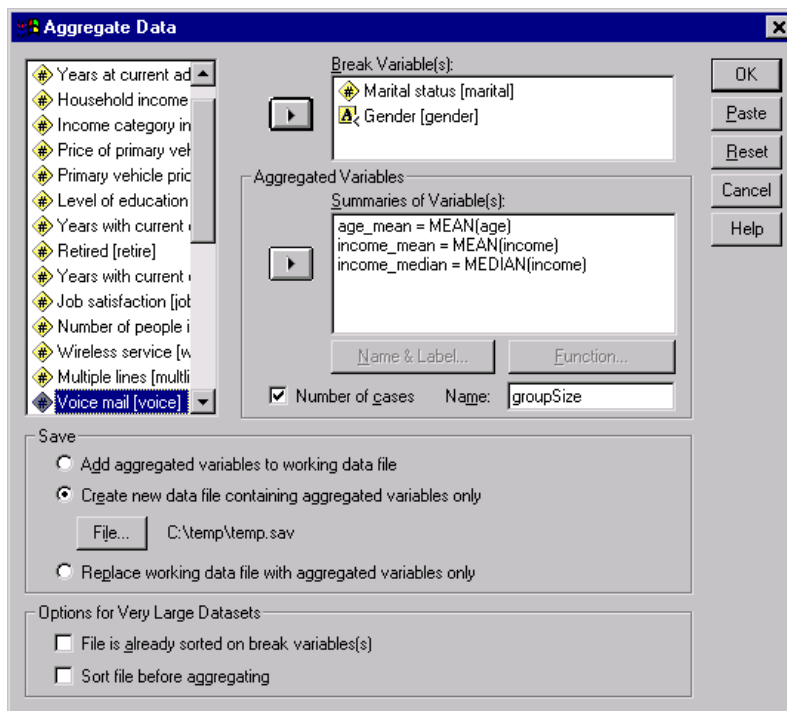 Aggregate Data
Years at current ad
Household income
Income category in
Price of primary veh
Primary vehicle pric
Level of education
Years with current
Retired [retire]
Years with current
Job satisfaction [job
Number of people i
Wireless service [w
Multiple lines [multli
Voice mail [voice]
Break Variable(s):
Marital status [marital]
Gender [gender]
Aggregated Variables
Summaries of Variable(s):
age_mean = MEAN(age)
income_mean = MEAN(income)
income_median = MEDIAN(income)
Name & Label...
Function...
Number of cases
Name:
groupSize
OK
Paste
Reset
Cancel
Help
Save
Add aggregated variables to working data file
Create new data file containing aggregated variables only
File...
C:\temp\temp.sav
Replace working data file with aggregated variables only
Options for Very Large Datasets
File is already sorted on break variables(s)
Sort file before aggregating